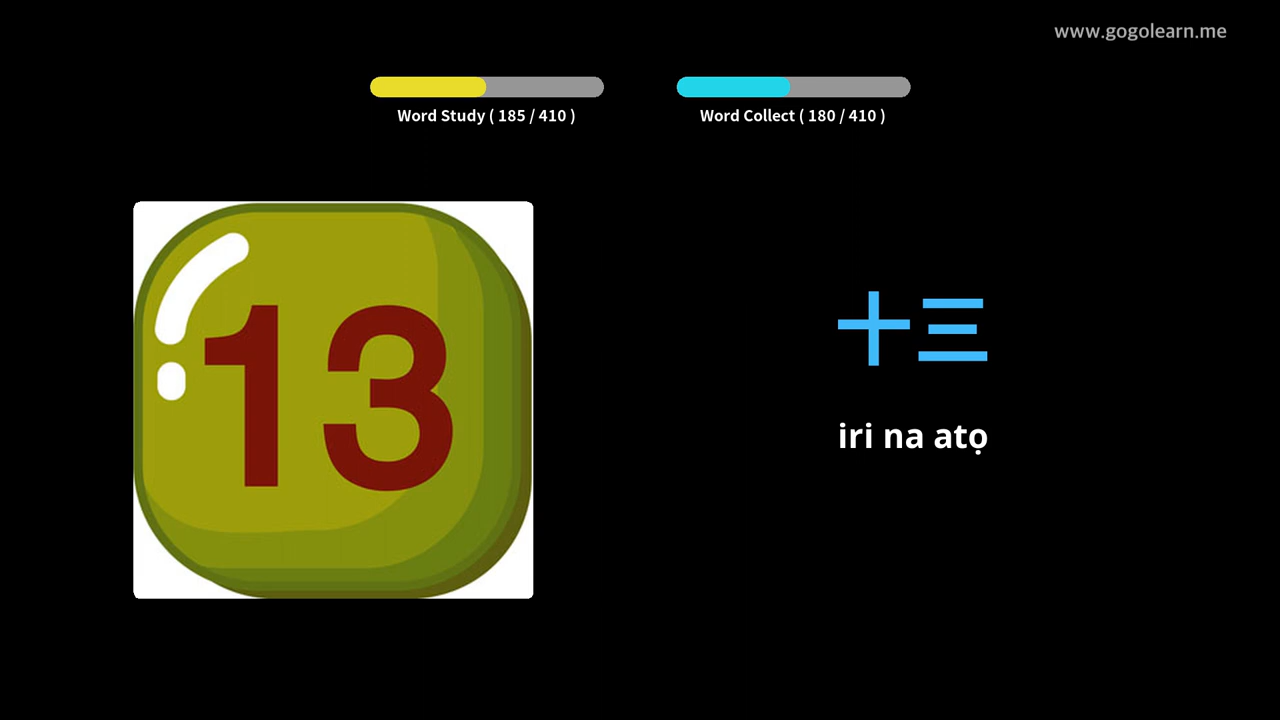 www.gogolearn.me
Word Study ( 185 / 410 )
Word Collect ( 180 / 410 )
13
十三
iri na atọ